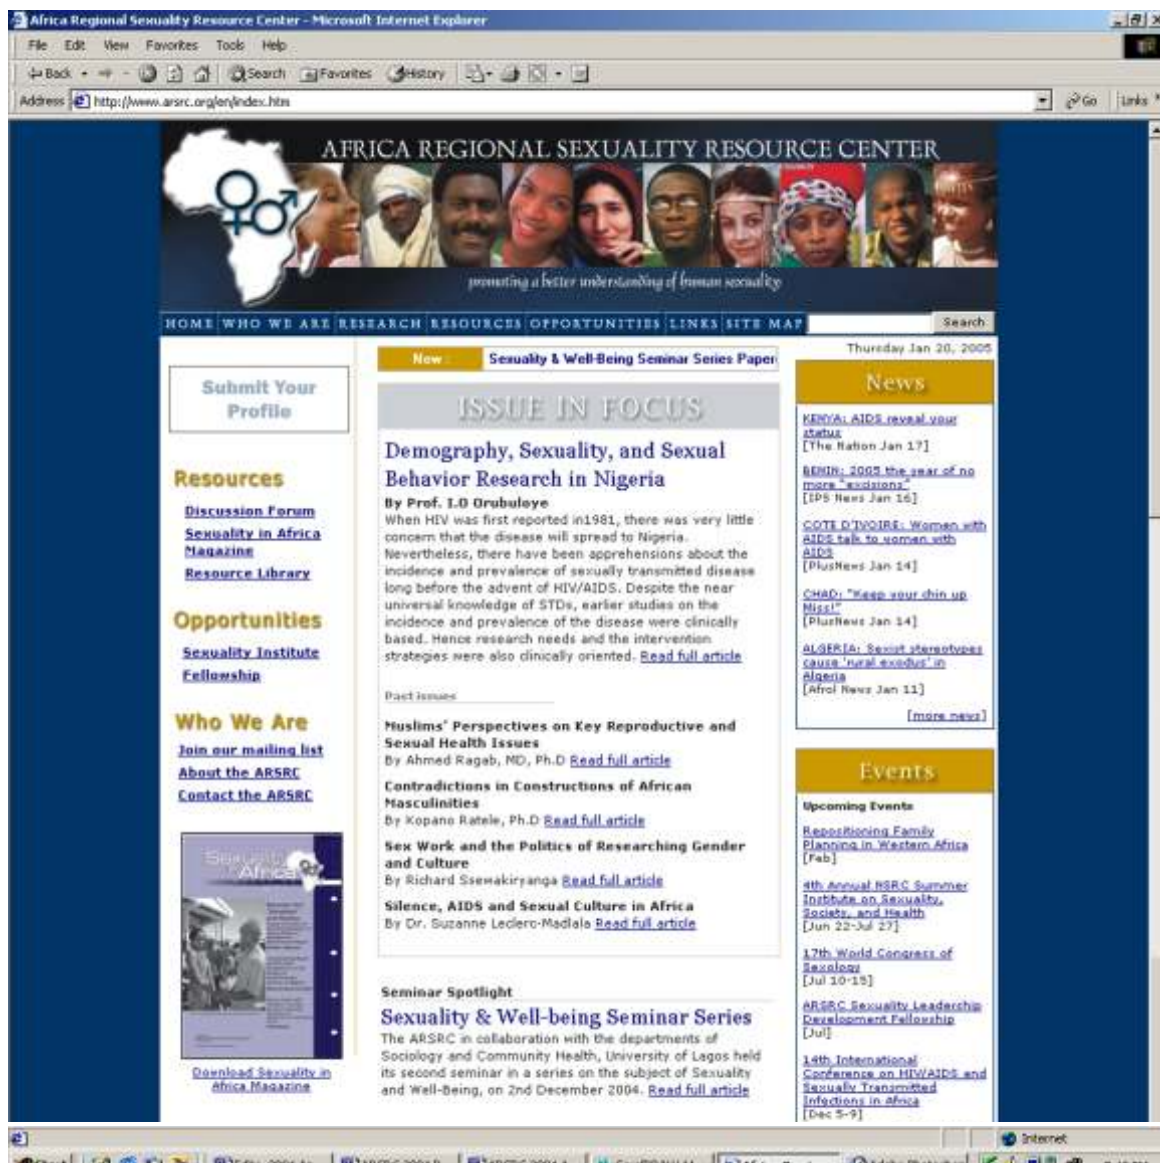 Africa Regional Sexuality Resource Center - Microsoft Internet Explorer
File Edit View Favorites Tools Help
Back Search Favorites History
Address http://www.arsrc.org/en/index.htm Go Links
AFRICA REGIONAL SEXUALITY RESOURCE CENTER
promoting a better understanding of human sexuality
HOME WHO WE ARE RESEARCH RESOURCES OPPORTUNITIES LINKS SITE MAP Search
Thursday Jan 20, 2005
Submit Your
Profile
Resources
Discussion Forum
Sexuality in Africa
Magazine
Resource Library
Opportunities
Sexuality Institute
Fellowship
Who We Are
Join our mailing list
About the ARSRC
Contact the ARSRC
Sexuality
Africa
Download Sexuality in
Africa Magazine
New : Sexuality & Well-Being Seminar Series Paper
ISSUE IN FOCUS
Demography, Sexuality, and Sexual
Behavior Research in Nigeria
By Prof. I.O Orubuloye
When HIV was first reported in1981, there was very little
concern that the disease will spread to Nigeria.
Nevertheless, there have been apprehensions about the
incidence and prevalence of sexually transmitted disease
long before the advent of HIV/AIDS. Despite the near
universal knowledge of STDs, earlier studies on the
incidence and prevalence of the disease were clinically
based. Hence research needs and the intervention
strategies were also clinically oriented. Read full article
Past issues
Muslims' Perspectives on Key Reproductive and
Sexual Health Issues
By Ahmed Ragab, MD, Ph.D Read full article
Contradictions in Constructions of African
Masculinities
By Kopano Ratele, Ph.D Read full article
Sex Work and the Politics of Researching Gender
and Culture
By Richard Ssewakiryanga Read full article
Silence, AIDS and Sexual Culture in Africa
By Dr. Suzanne Leclerc-Madlala Read full article
Seminar Spotlight
Sexuality & Well-being Seminar Series
The ARSRC in collaboration with the departments of
Sociology and Community Health, University of Lagos held
its second seminar in a series on the subject of Sexuality
and Well-Being, on 2nd December 2004. Read full article
News
KENYA: AIDS reveal your
status
[The Nation Jan 17]
BENIN: 2005 the year of no
more "excisions"
[IPS News Jan 16]
COTE D'IVOIRE: Women with
AIDS talk to women with
AIDS
[PlusNews Jan 14]
CHAD: "Keep your chin up
Miss!"
[PlusNews Jan 14]
ALGERIA: Sexist stereotypes
cause 'rural exodus' in
Algeria
[Afrol News Jan 11]
[more news]
Events
Upcoming Events
Repositioning Family
Planning in Western Africa
[Feb]
4th Annual NSRC Summer
Institute on Sexuality,
Society, and Health
[Jun 22-Jul 27]
17th World Congress of
Sexology
[Jul 10-15]
ARSRC Sexuality Leadership
Development Fellowship
[Jul]
14th International
Conference on HIV/AIDS and
Sexually Transmitted
Infections in Africa
[Dec 5-9]
Internet